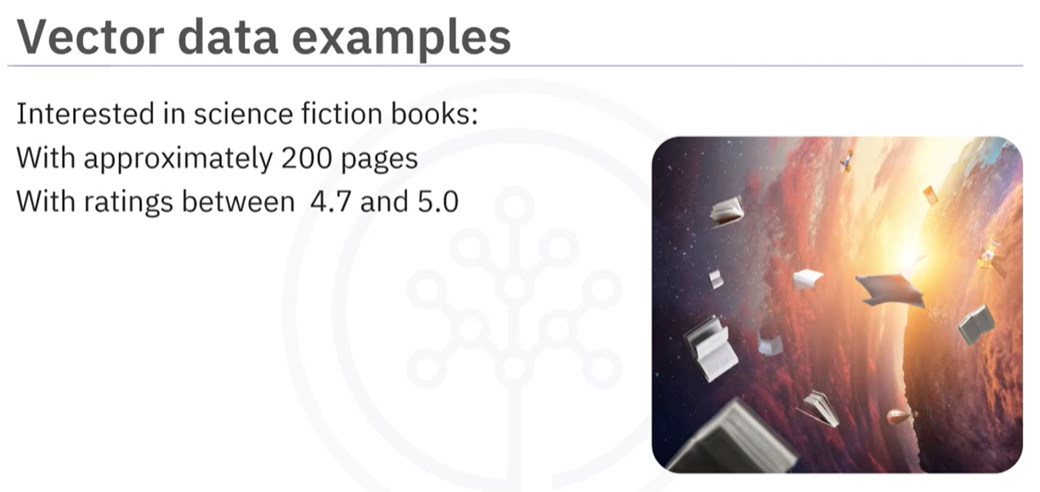 Vector data examples
Interested in science fiction books:
With approximately 200 pages
With ratings between  4.7 and 5.0